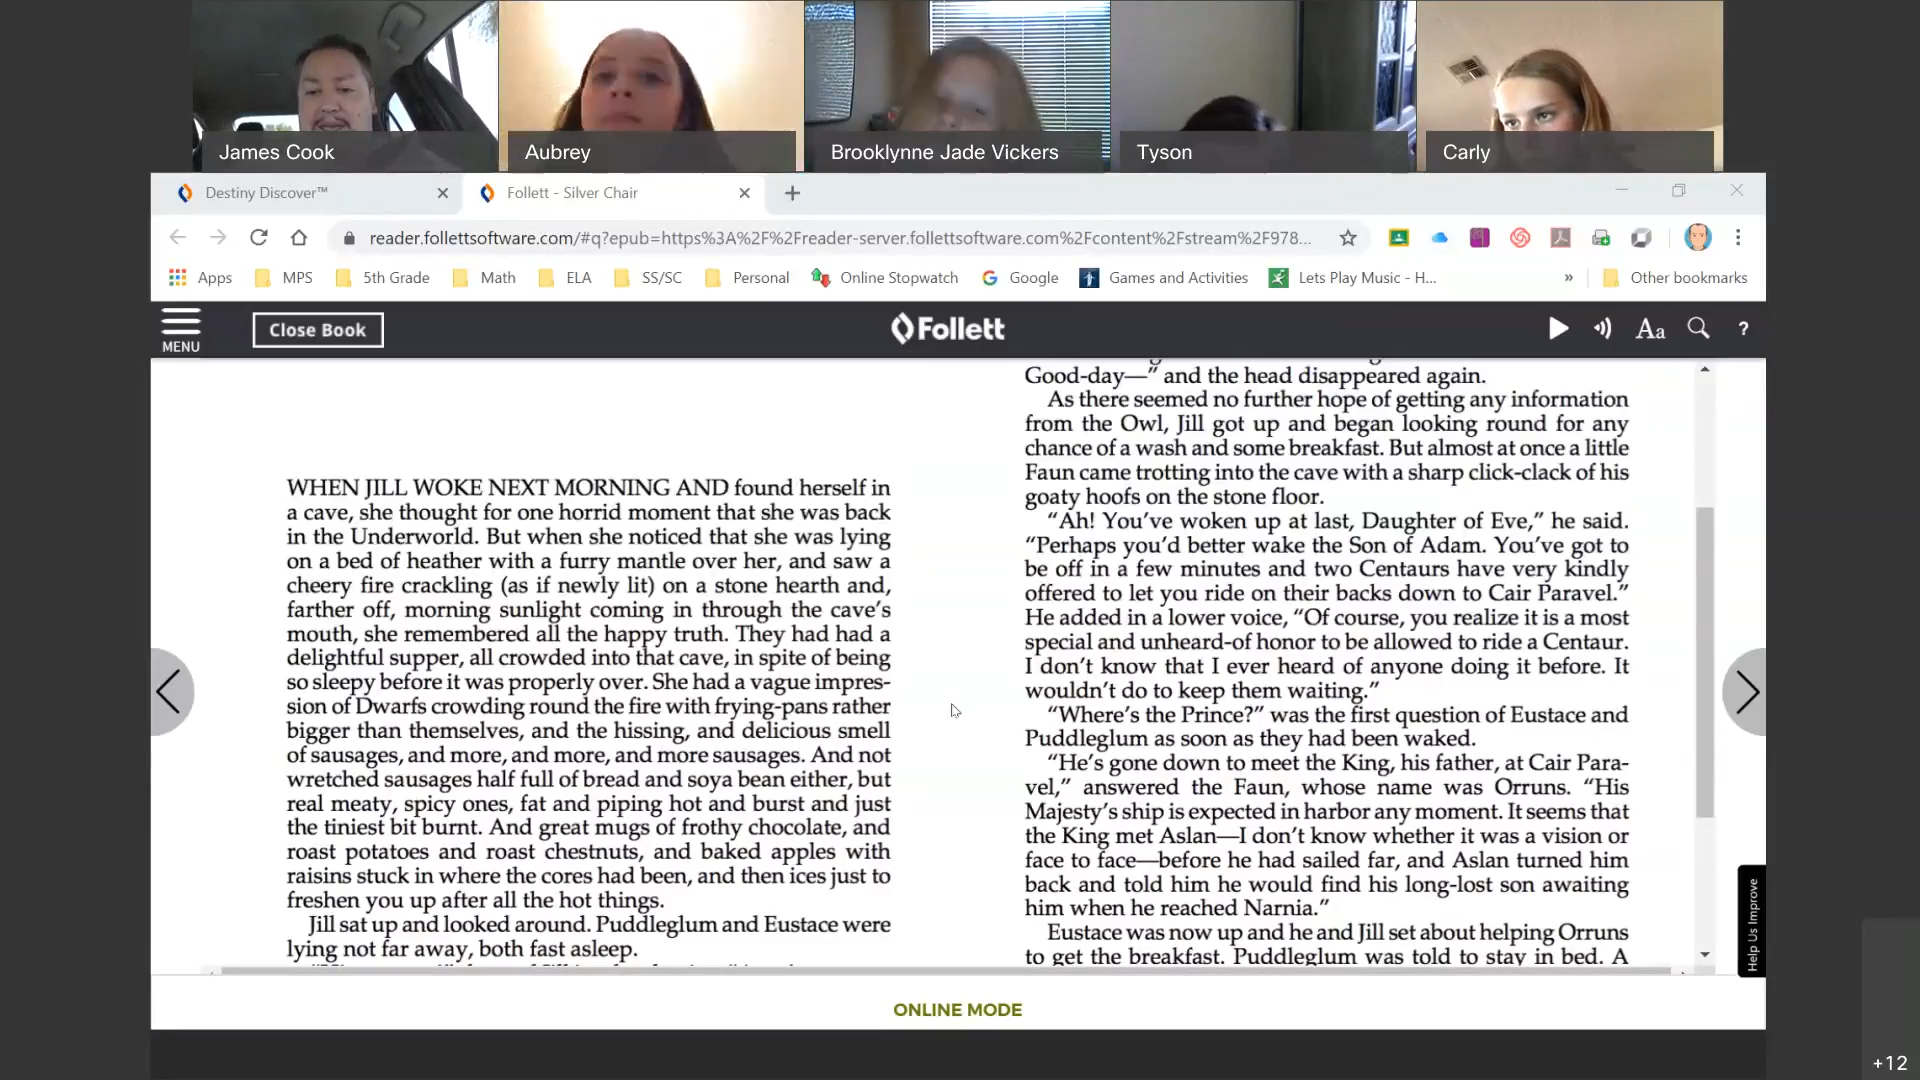 James Cook
Aubrey
Brooklynne Jade Vickers
Tyson
Carly
Destiny Discover™
Follett - Silver Chair
reader.follettsoftware.com/#q?epub=https%3A%2F%2Freader-server.follettsoftware.com%2Fcontent%2Fstream%2F978...
Apps
MPS
5th Grade
Math
ELA
SS/SC
Personal
Online Stopwatch
Google
Games and Activities
Lets Play Music - H...
»
Other bookmarks
MENU
Close Book
Follett
Aa
?
WHEN JILL WOKE NEXT MORNING AND found herself in
a cave, she thought for one horrid moment that she was back
in the Underworld. But when she noticed that she was lying
on a bed of heather with a furry mantle over her, and saw a
cheery fire crackling (as if newly lit) on a stone hearth and,
farther off, morning sunlight coming in through the cave’s
mouth, she remembered all the happy truth. They had had a
delightful supper, all crowded into that cave, in spite of being
so sleepy before it was properly over. She had a vague impres-
sion of Dwarfs crowding round the fire with frying-pans rather
bigger than themselves, and the hissing, and delicious smell
of sausages, and more, and more, and more sausages. And not
wretched sausages half full of bread and soya bean either, but
real meaty, spicy ones, fat and piping hot and burst and just
the tiniest bit burnt. And great mugs of frothy chocolate, and
roast potatoes and roast chestnuts, and baked apples with
raisins stuck in where the cores had been, and then ices just to
freshen you up after all the hot things.
Jill sat up and looked around. Puddleglum and Eustace were
lying not far away, both fast asleep.
Good-day—” and the head disappeared again.
As there seemed no further hope of getting any information
from the Owl, Jill got up and began looking round for any
chance of a wash and some breakfast. But almost at once a little
Faun came trotting into the cave with a sharp click-clack of his
goaty hoofs on the stone floor.
“Ah! You’ve woken up at last, Daughter of Eve,” he said.
“Perhaps you’d better wake the Son of Adam. You’ve got to
be off in a few minutes and two Centaurs have very kindly
offered to let you ride on their backs down to Cair Paravel.”
He added in a lower voice, “Of course, you realize it is a most
special and unheard-of honor to be allowed to ride a Centaur.
I don’t know that I ever heard of anyone doing it before. It
wouldn’t do to keep them waiting.”
“Where’s the Prince?” was the first question of Eustace and
Puddleglum as soon as they had been waked.
“He’s gone down to meet the King, his father, at Cair Para-
vel,” answered the Faun, whose name was Orruns. “His
Majesty’s ship is expected in harbor any moment. It seems that
the King met Aslan—I don’t know whether it was a vision or
face to face—before he had sailed far, and Aslan turned him
back and told him he would find his long-lost son awaiting
him when he reached Narnia.”
Eustace was now up and he and Jill set about helping Orruns
to get the breakfast. Puddleglum was told to stay in bed. A
Help Us Improve
ONLINE MODE
+12